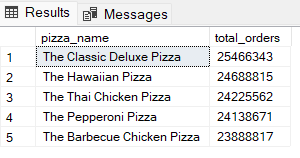 Results Messages
pizza_name total_orders
1 The Classic Deluxe Pizza 25466343
2 The Hawaiian Pizza 24688815
3 The Thai Chicken Pizza 24225562
4 The Pepperoni Pizza 24138671
5 The Barbecue Chicken Pizza 23888817